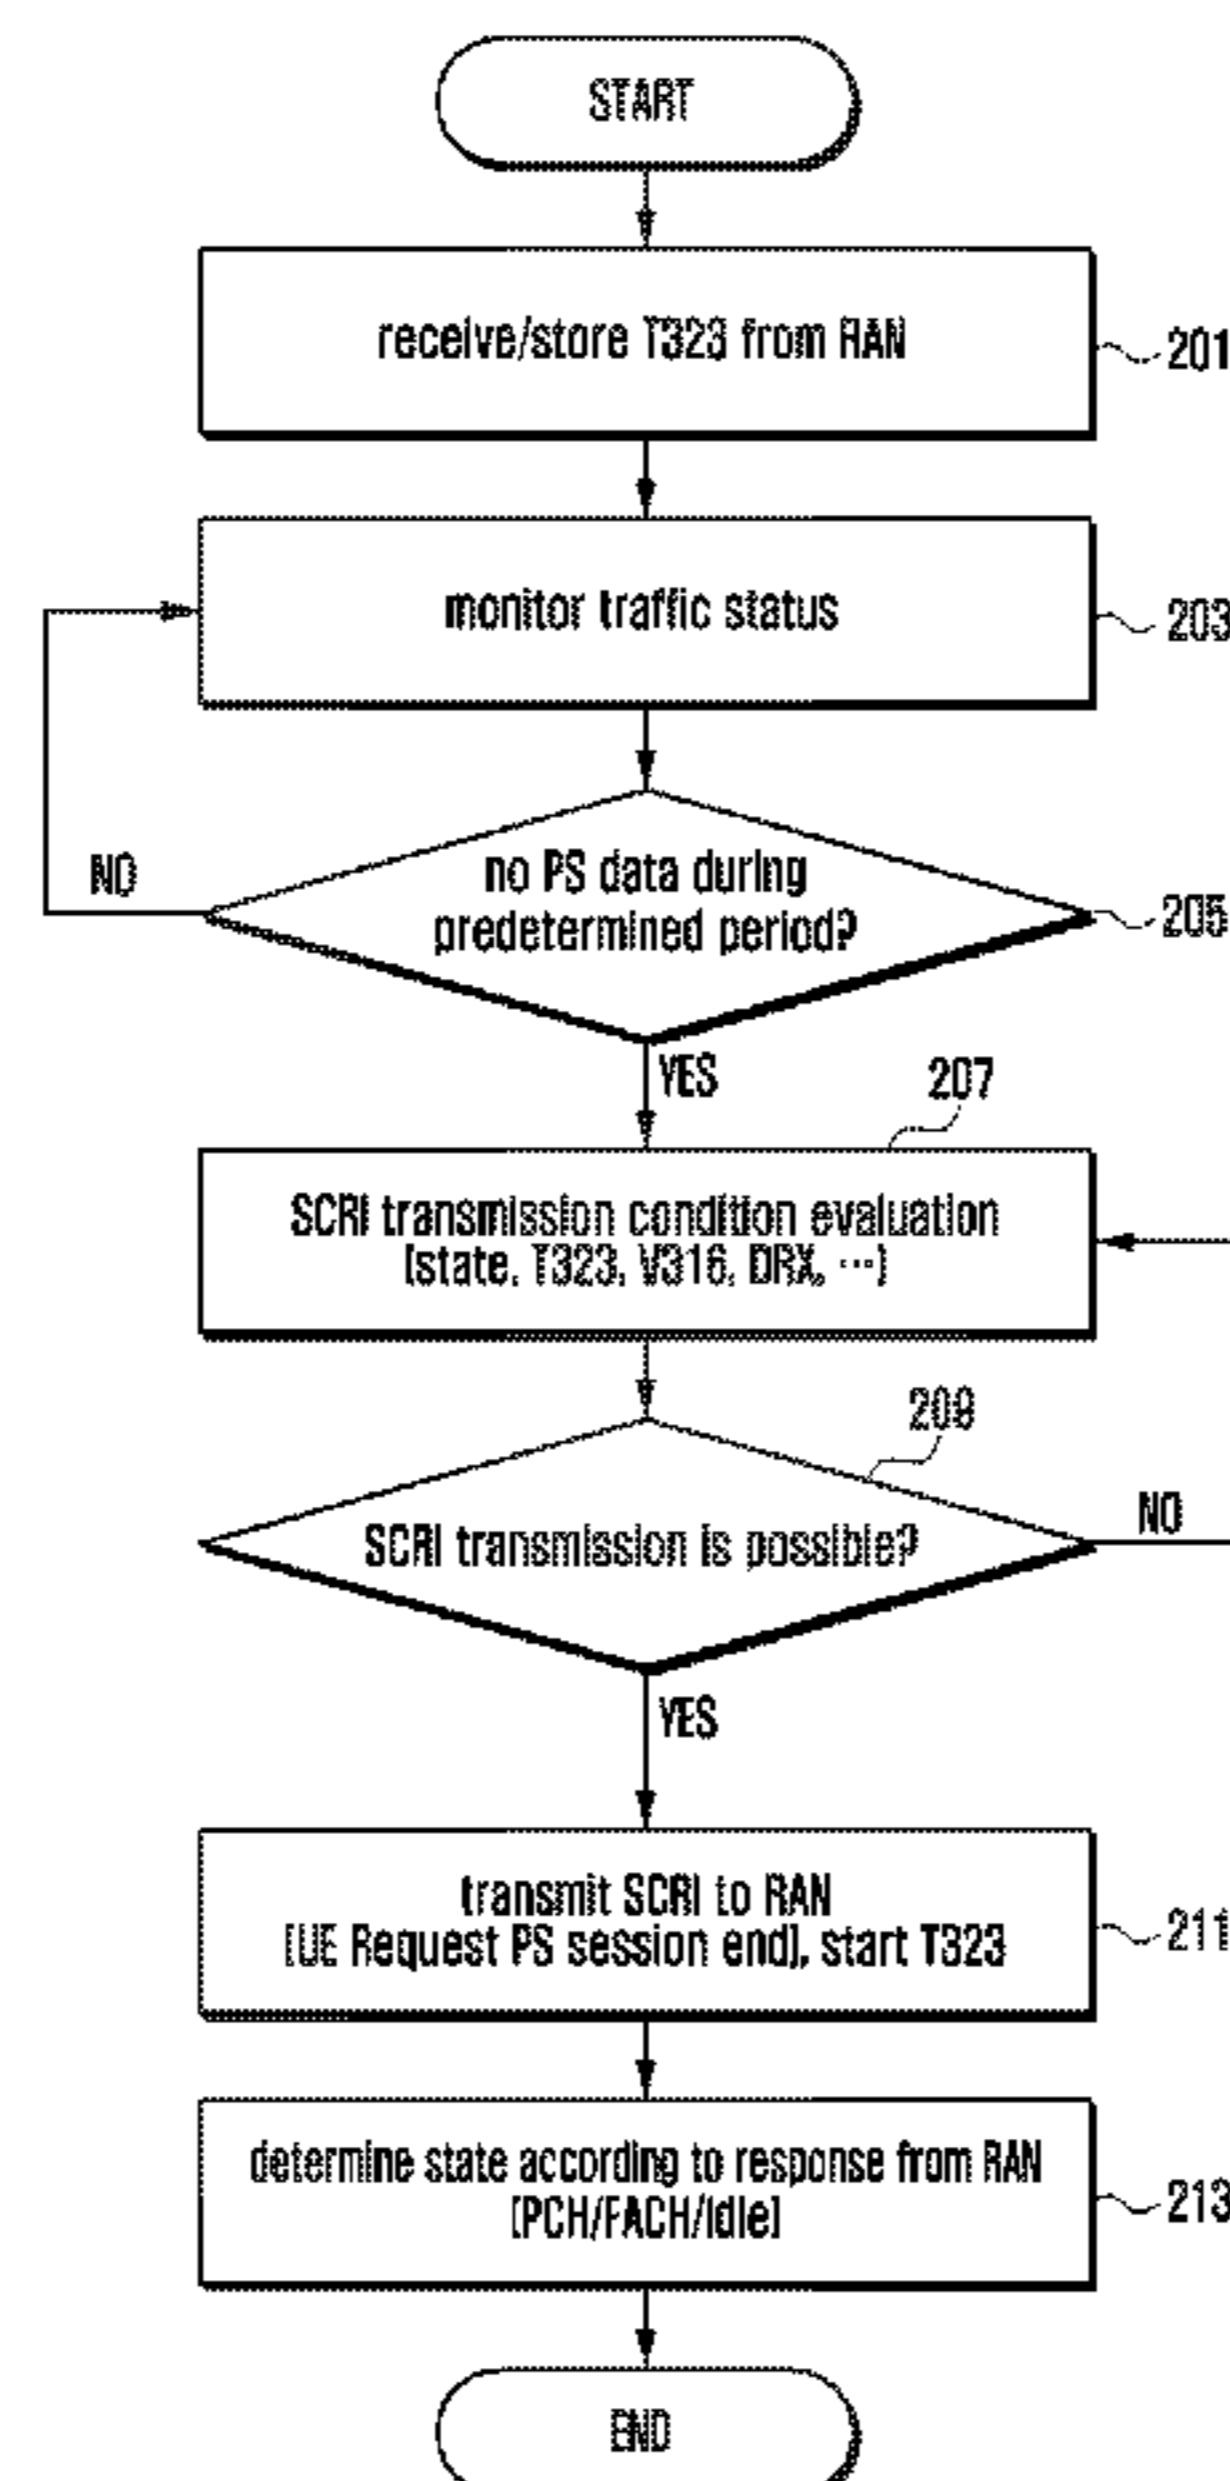 START
receive/store T323 from RAN
201
monitor traffic status
203
NO
no PS data during
predetermined period?
205
YES
207
SCRI transmission condition evaluation
(state, T323, V316, DRX, ···)
209
SCRI transmission is possible?
NO
YES
transmit SCRI to RAN
[UE Request PS session end], start T323
211
determine state according to response from RAN
[PCH/FACH/Idle]
213
END